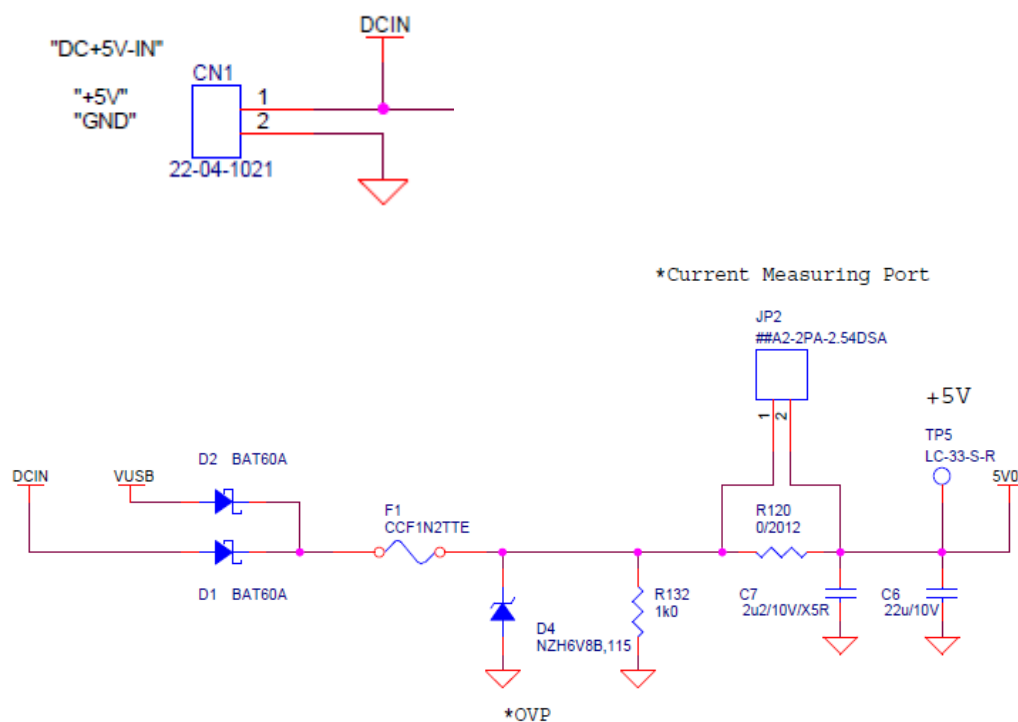 DCIN
"DC+5V-IN"
CN1
"+5V"
1
"GND"
2
22-04-1021
*Current Measuring Port
JP2
##A2-2PA-2.54DSA
1
2
+5V
TP5
LC-33-S-R
D2 BAT60A
DCIN
VUSB
5V0
F1
CCF1N2TTE
R120
0/2012
D1 BAT60A
R132
1k0
C7
2u2/10V/X5R
C6
22u/10V
D4
NZH6V8B,115
*OVP